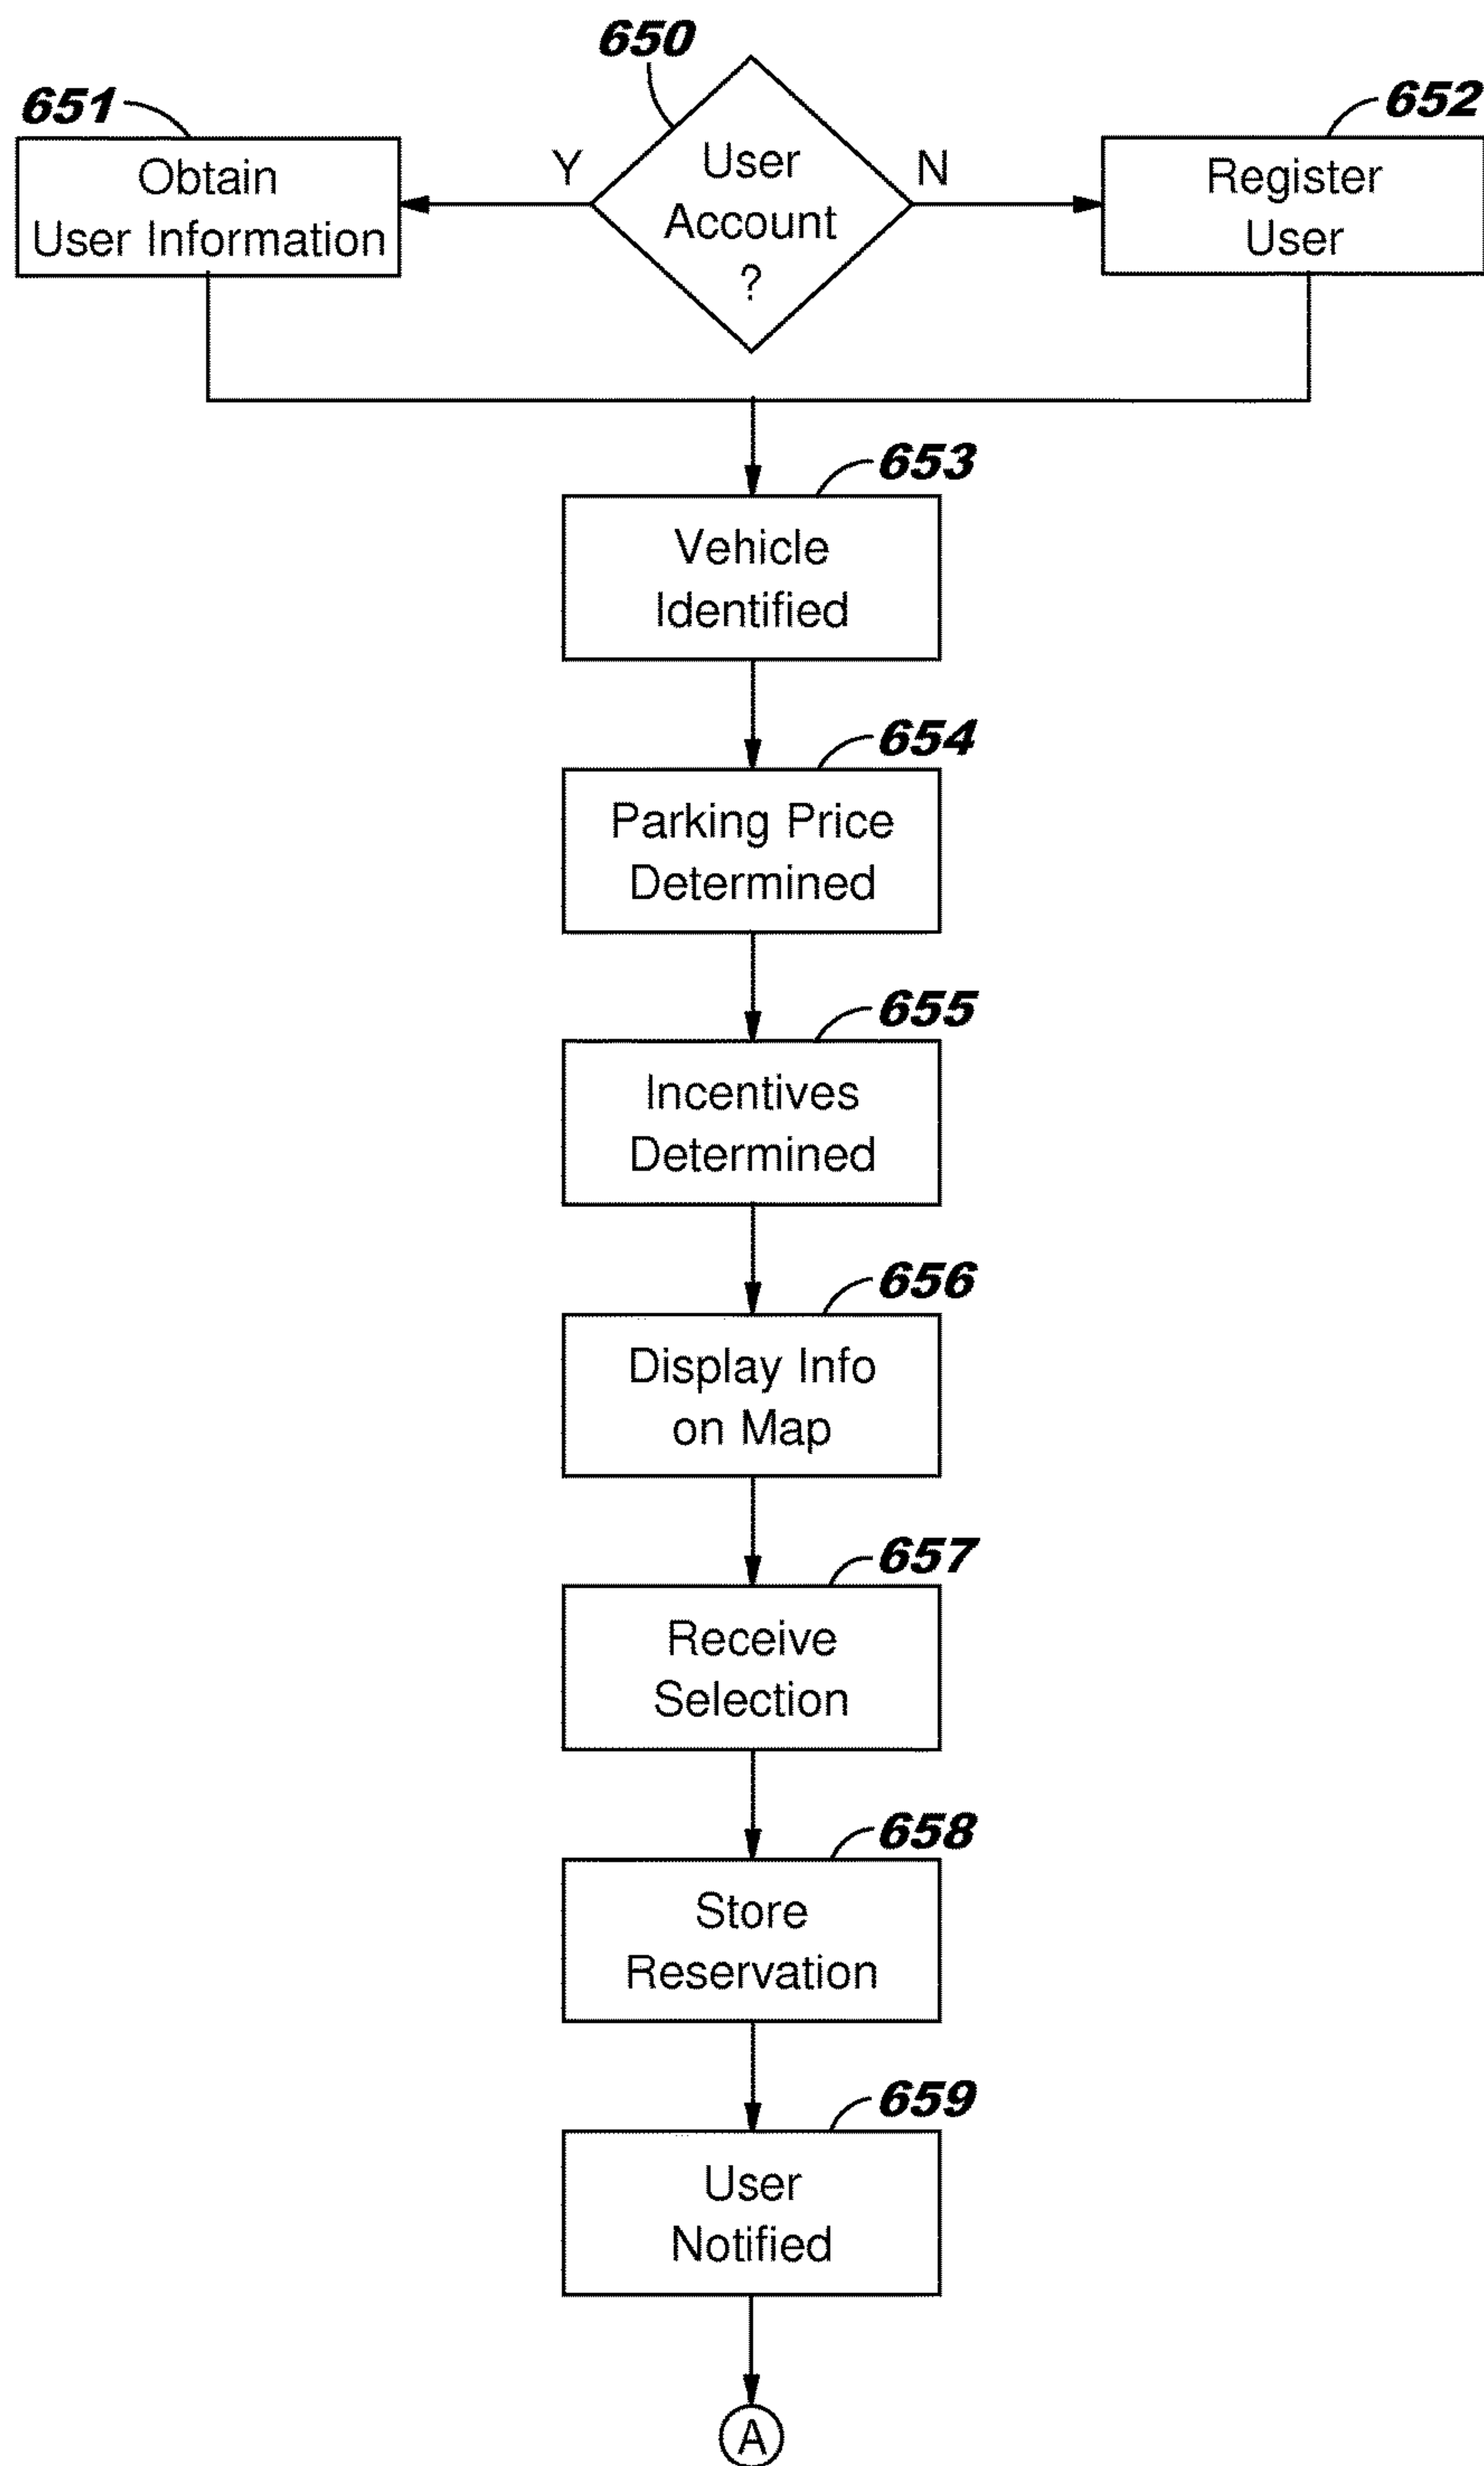 650
651
652
Y
User
Account
?
N
Obtain
User Information
Register
User
653
Vehicle
Identified
654
Parking Price
Determined
655
Incentives
Determined
656
Display Info
on Map
657
Receive
Selection
658
Store
Reservation
659
User
Notified
A